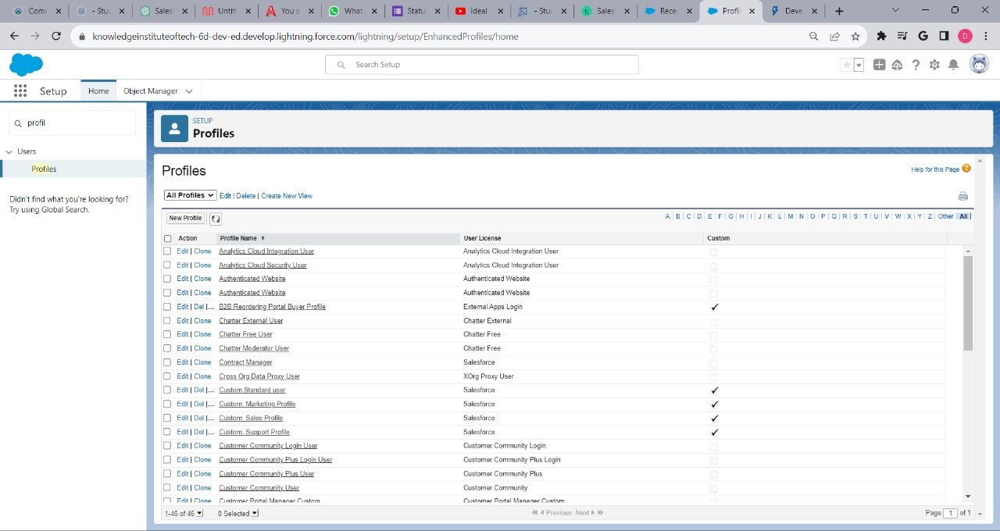 Com
- Stu
Sales
Untitl
You s
What
Statu
ideal
- Stud
Salest
Recen
Profil
Devel
knowledgeinstituteoftech-6d-dev-ed.develop.lightning.force.com/lightning/setup/EnhancedProfiles/home
D
Search Setup
Setup
Home
Object Manager
profil
Users
Profiles
Didn't find what you're looking for?
Try using Global Search.
SETUP
Profiles
Profiles
Help for this Page
All Profiles Edit | Delete | Create New View
New Profile
A B C D E F G H I J K L M N O P Q R S T U V W X Y Z Other All
Action Profile Name User License Custom
Edit | Clone Analytics Cloud Integration User Analytics Cloud Integration User
Edit | Clone Analytics Cloud Security User Analytics Cloud Integration User
Edit | Clone Authenticated Website Authenticated Website
Edit | Clone Authenticated Website Authenticated Website
Edit | Del |... B2B Reordering Portal Buyer Profile External Apps Login
Edit | Clone Chatter External User Chatter External
Edit | Clone Chatter Free User Chatter Free
Edit | Clone Chatter Moderator User Chatter Free
Edit | Clone Contract Manager Salesforce
Edit | Clone Cross Org Data Proxy User XOrg Proxy User
Edit | Del |... Custom Standard user Salesforce
Edit | Del |... Custom: Marketing Profile Salesforce
Edit | Del |... Custom: Sales Profile Salesforce
Edit | Del |... Custom: Support Profile Salesforce
Edit | Clone Customer Community Login User Customer Community Login
Edit | Clone Customer Community Plus Login User Customer Community Plus Login
Edit | Clone Customer Community Plus User Customer Community Plus
Edit | Clone Customer Community User Customer Community
Edit | Clone Customer Portal Manager Custom Customer Portal Manager Custom
1-46 of 46 0 Selected Previous Next Page 1 of 1